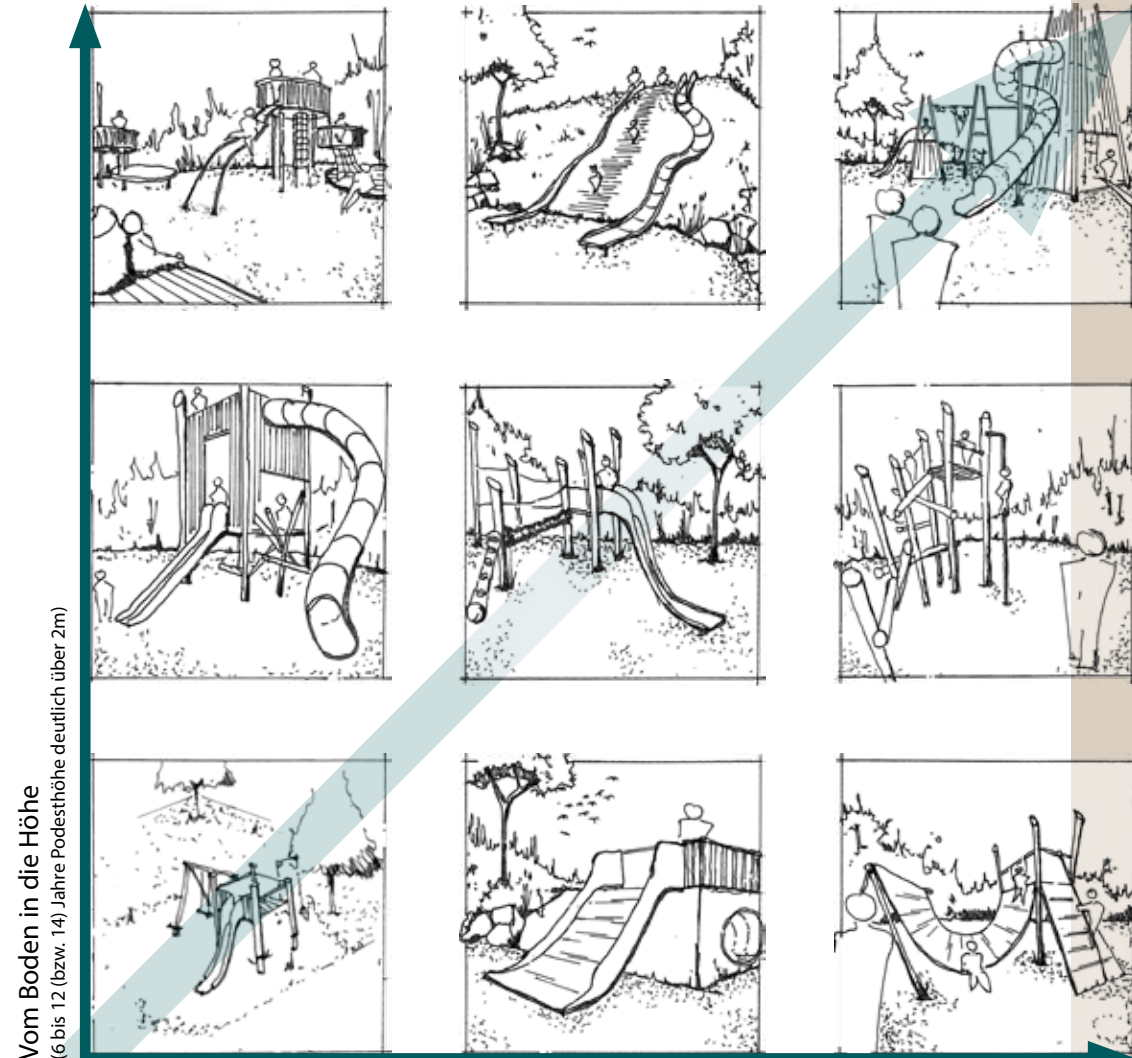 Vom Boden in die Höhe
(6 bis 12 (bzw. 14) Jahre Podesthöhe deutlich über 2m)